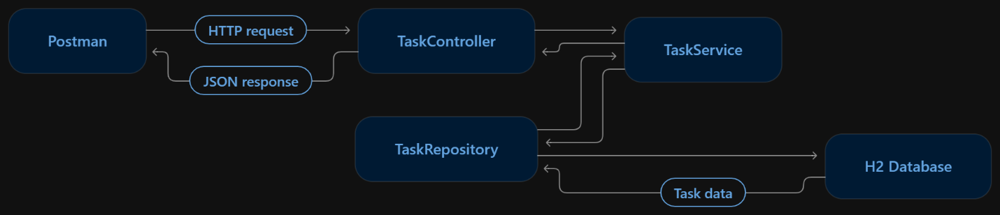 Postman
HTTP request
TaskController
TaskService
JSON response
TaskRepository
H2 Database
Task data